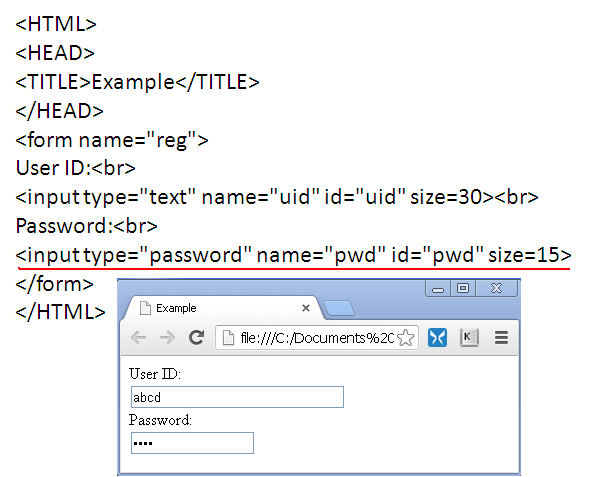 <HTML>
<HEAD>
<TITLE>Example</TITLE>
</HEAD>
<form name="reg">
User ID:<br>
<input type="text" name="uid" id="uid" size=30><br>
Password:<br>
<input type="password" name="pwd" id="pwd" size=15>
</form>
</HTML>
Example
file:///C:/Documents%2C
K
User ID:
abcd
Password:
••••